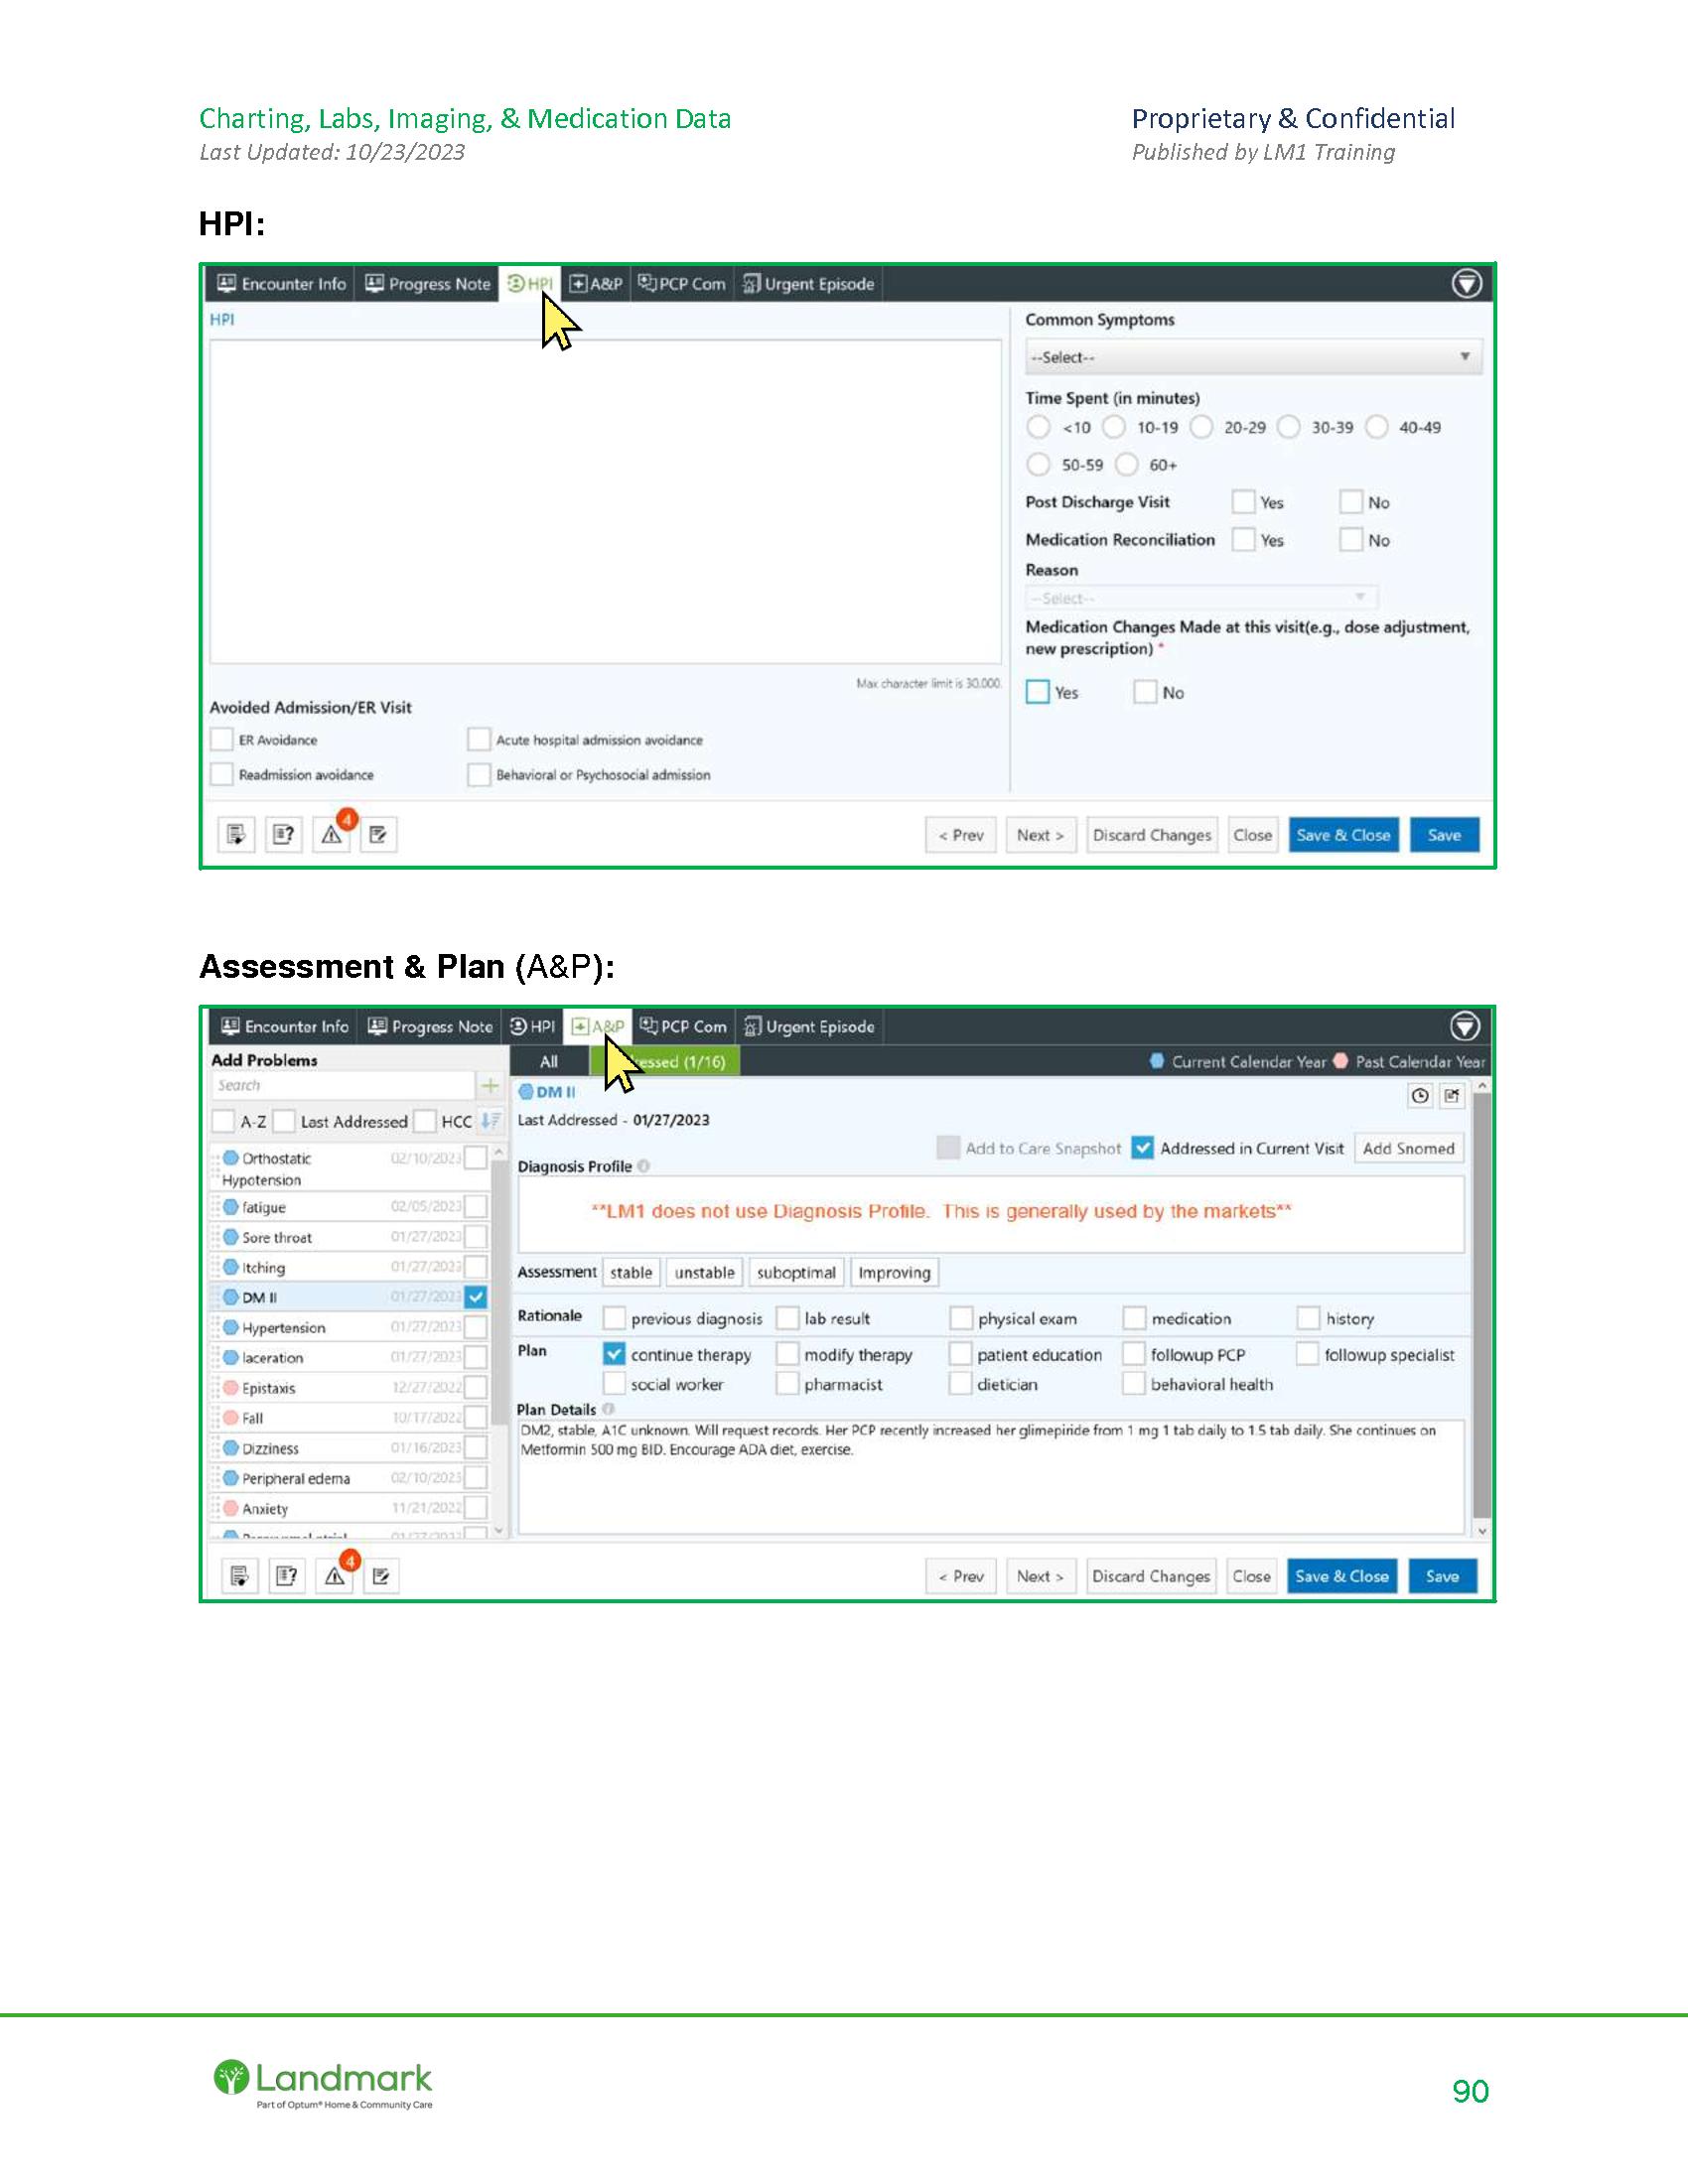 Charting, Labs, Imaging, & Medication Data
Proprietary & Confidential
Last Updated: 10/23/2023
Published by LM1 Training
HPI:
Encounter Info Progress Note HPI A&P PCP Com Urgent Episode
HPI
Common Symptoms
--Select--
Time Spent (in minutes)
<10 10-19 20-29 30-39 40-49
50-59 60+
Post Discharge Visit Yes No
Medication Reconciliation Yes No
Reason
--Select--
Medication Changes Made at this visit(e.g., dose adjustment,
new prescription) *
Yes No
Max character limit is 30,000.
Avoided Admission/ER Visit
ER Avoidance Acute hospital admission avoidance
Readmission avoidance Behavioral or Psychosocial admission
4
< Prev Next > Discard Changes Close Save & Close Save
Assessment & Plan (A&P):
Encounter Info Progress Note HPI A&P PCP Com Urgent Episode
Add Problems
Search
A-Z Last Addressed HCC
Orthostatic 02/10/2023
Hypotension
fatigue 02/05/2023
Sore throat 01/27/2023
Itching 01/27/2023
DM II 01/27/2023
Hypertension 01/27/2023
laceration 01/27/2023
Epistaxis 12/27/2022
Fall 10/17/2022
Dizziness 01/16/2023
Peripheral edema 02/10/2023
Anxiety 11/21/2022
All essed (1/16) Current Calendar Year Past Calendar Year
DM II
Last Addressed - 01/27/2023
Add to Care Snapshot Addressed in Current Visit Add Snomed
Diagnosis Profile
**LM1 does not use Diagnosis Profile. This is generally used by the markets**
Assessment stable unstable suboptimal Improving
Rationale previous diagnosis lab result physical exam medication history
Plan continue therapy modify therapy patient education followup PCP followup specialist
social worker pharmacist dietician behavioral health
Plan Details
DM2, stable, A1C unknown. Will request records. Her PCP recently increased her glimepiride from 1 mg 1 tab daily to 1.5 tab daily. She continues on
Metformin 500 mg BID. Encourage ADA diet, exercise.
4
< Prev Next > Discard Changes Close Save & Close Save
Landmark
Part of Optum® Home & Community Care
90